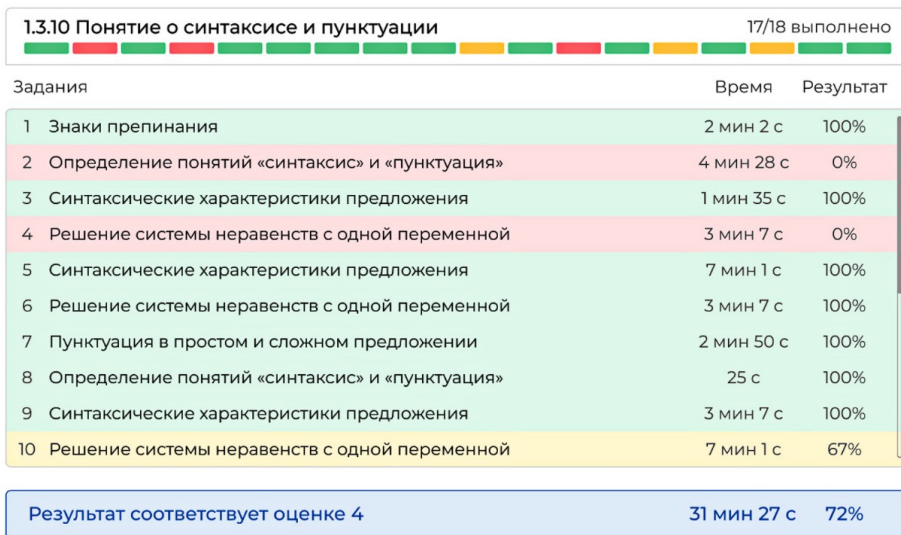 1.3.10 Понятие о синтаксисе и пунктуации 17/18 выполнено
Задания Время Результат
1 Знаки препинания 2 мин 2 с 100%
2 Определение понятий «синтаксис» и «пунктуация» 4 мин 28 с 0%
3 Синтаксические характеристики предложения 1 мин 35 с 100%
4 Решение системы неравенств с одной переменной 3 мин 7 с 0%
5 Синтаксические характеристики предложения 7 мин 1 с 100%
6 Решение системы неравенств с одной переменной 3 мин 7 с 100%
7 Пунктуация в простом и сложном предложении 2 мин 50 с 100%
8 Определение понятий «синтаксис» и «пунктуация» 25 с 100%
9 Синтаксические характеристики предложения 3 мин 7 с 100%
10 Решение системы неравенств с одной переменной 7 мин 1 с 67%
Результат соответствует оценке 4 31 мин 27 с 72%